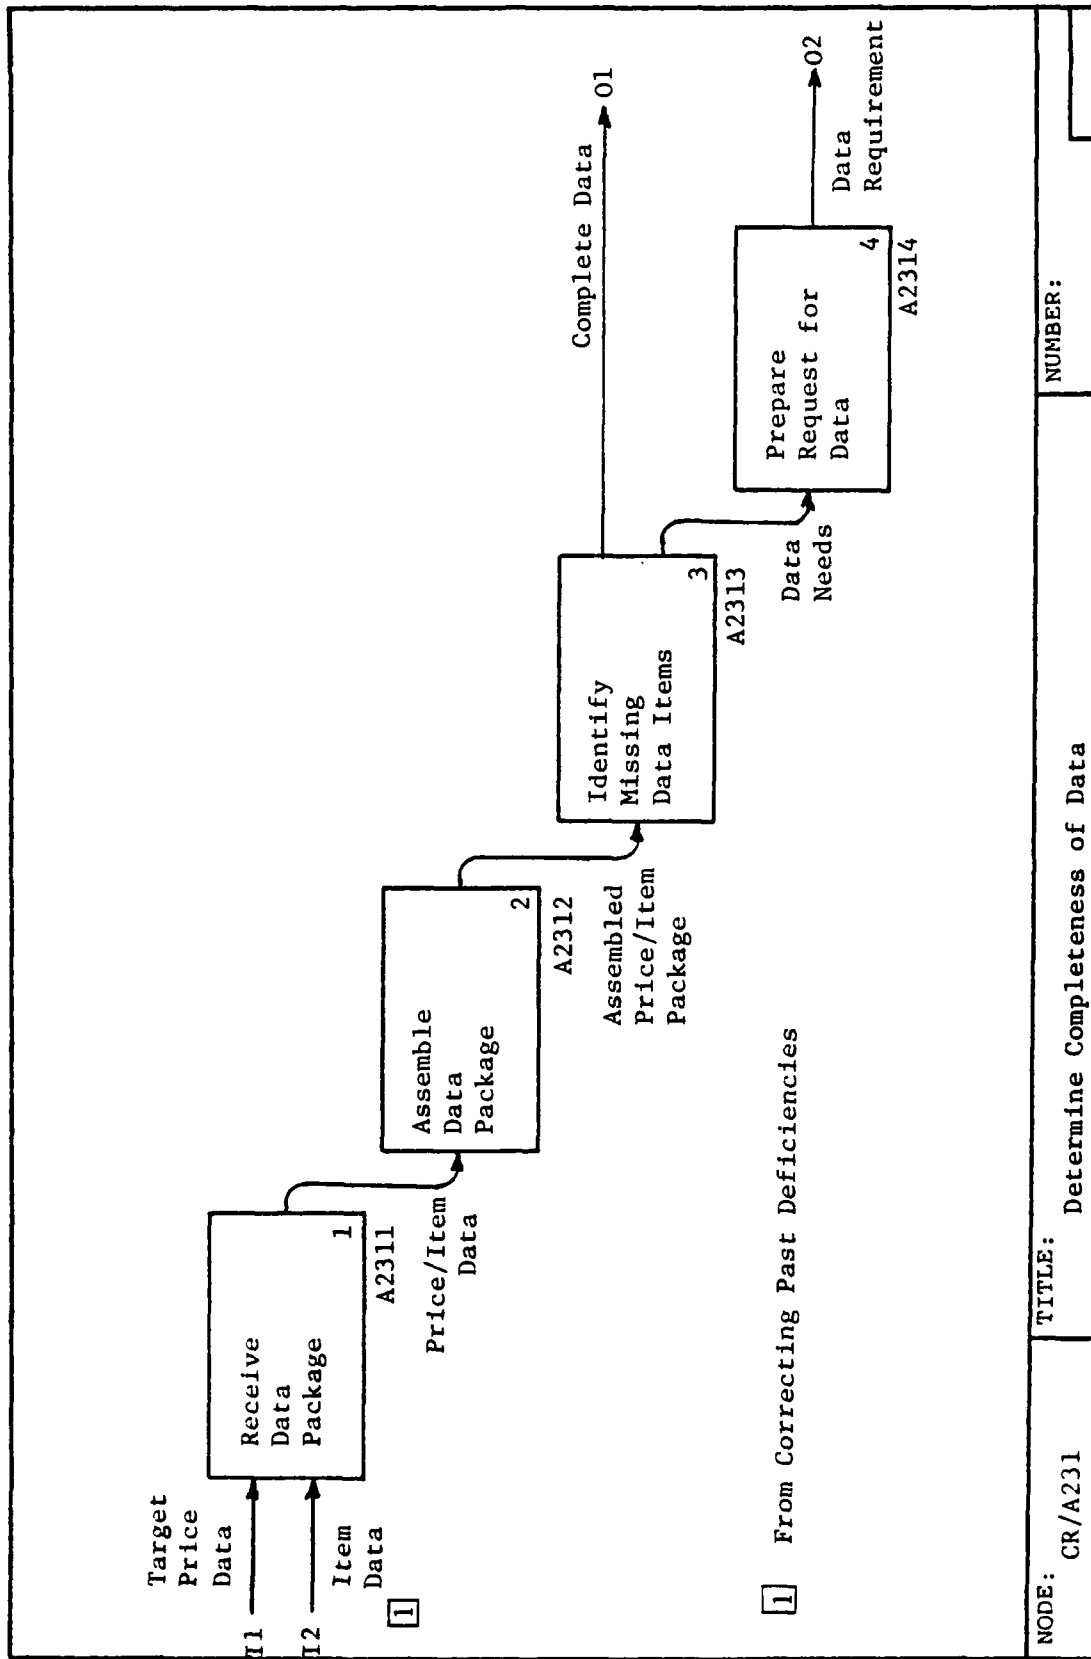 Target
Price
Data
I1
I2
Item
Data
1
Receive
Data
Package
1
A2311
Price/Item
Data
Assemble
Data
Package
2
A2312
Assembled
Price/Item
Package
Identify
Missing
Data Items
3
A2313
Complete Data
O1
Data
Needs
Prepare
Request for
Data
4
A2314
O2
Data
Requirement
1 From Correcting Past Deficiencies
NODE:
CR/A231
TITLE:
Determine Completeness of Data
NUMBER: